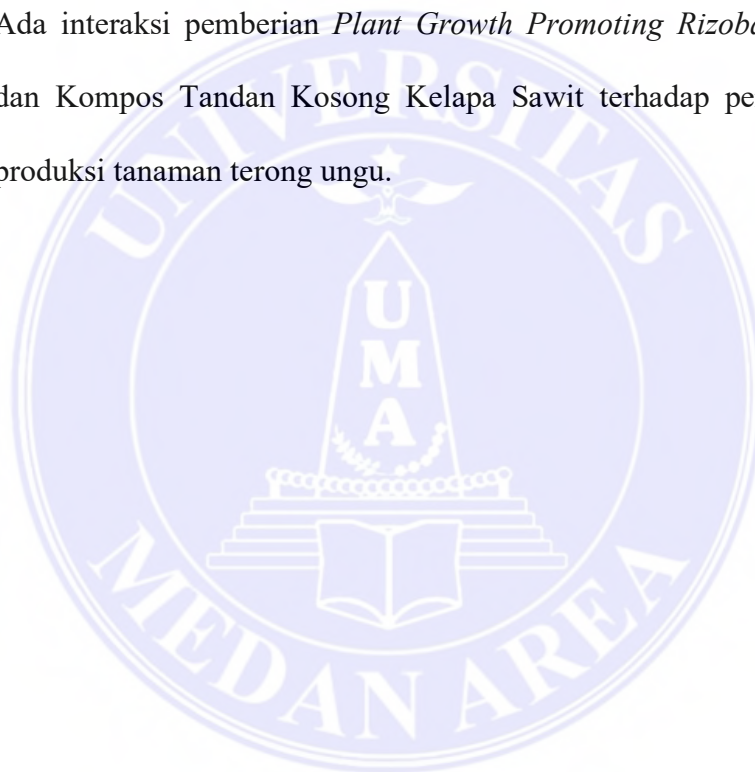 Ada interaksi pemberian Plant Growth Promoting
dan Kompos Tandan Kosong Kelapa Sawit terhadap
produksi tanaman terong ungu.
UNIVERSITAS
UMA
MEDAN AREA